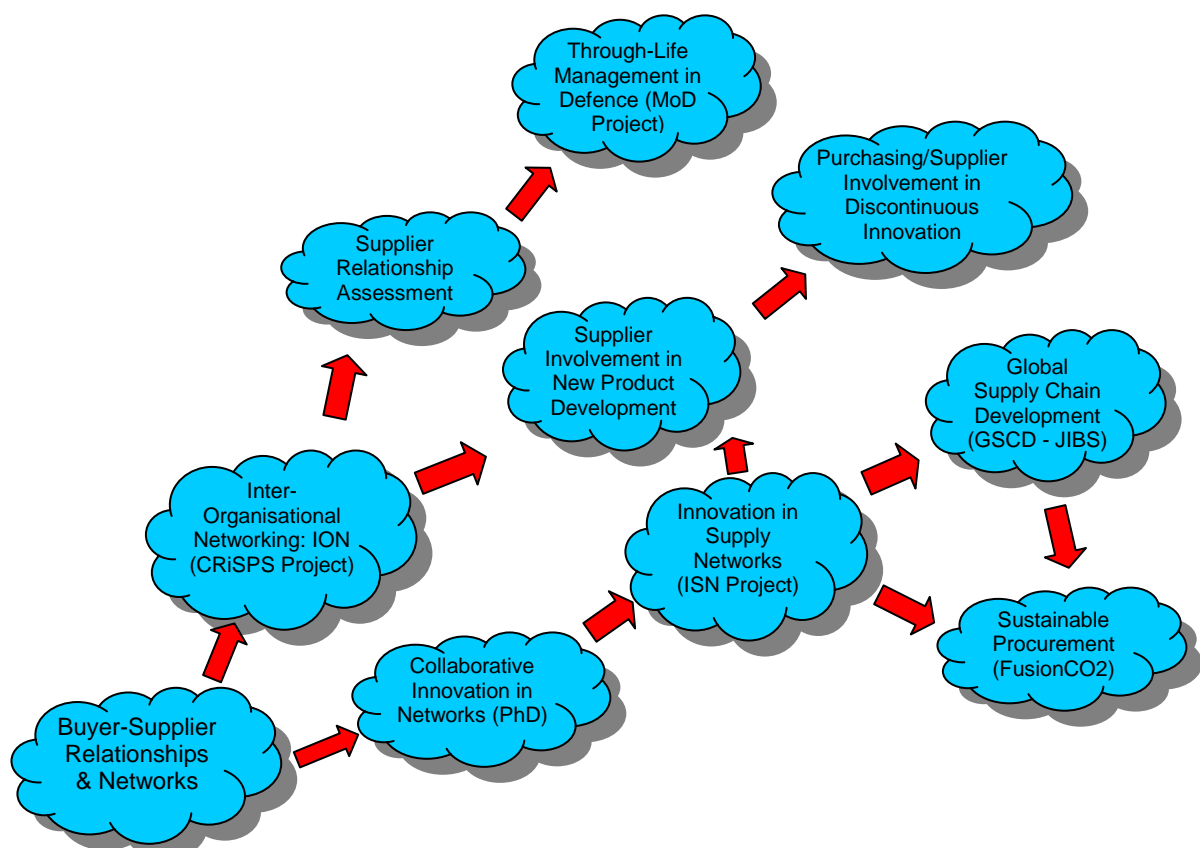 Through-Life
Management in
Defence (MoD
Project)
Purchasing/Supplier
Involvement in
Discontinuous
Innovation
Supplier
Relationship
Assessment
Supplier
Involvement in
New Product
Development
Global
Supply Chain
Development
(GSCD - JIBS)
Inter-
Organisational
Networking: ION
(CRiSPS Project)
Innovation in
Supply
Networks
(ISN Project)
Sustainable
Procurement
(FusionCO2)
Collaborative
Innovation in
Networks (PhD)
Buyer-Supplier
Relationships
& Networks